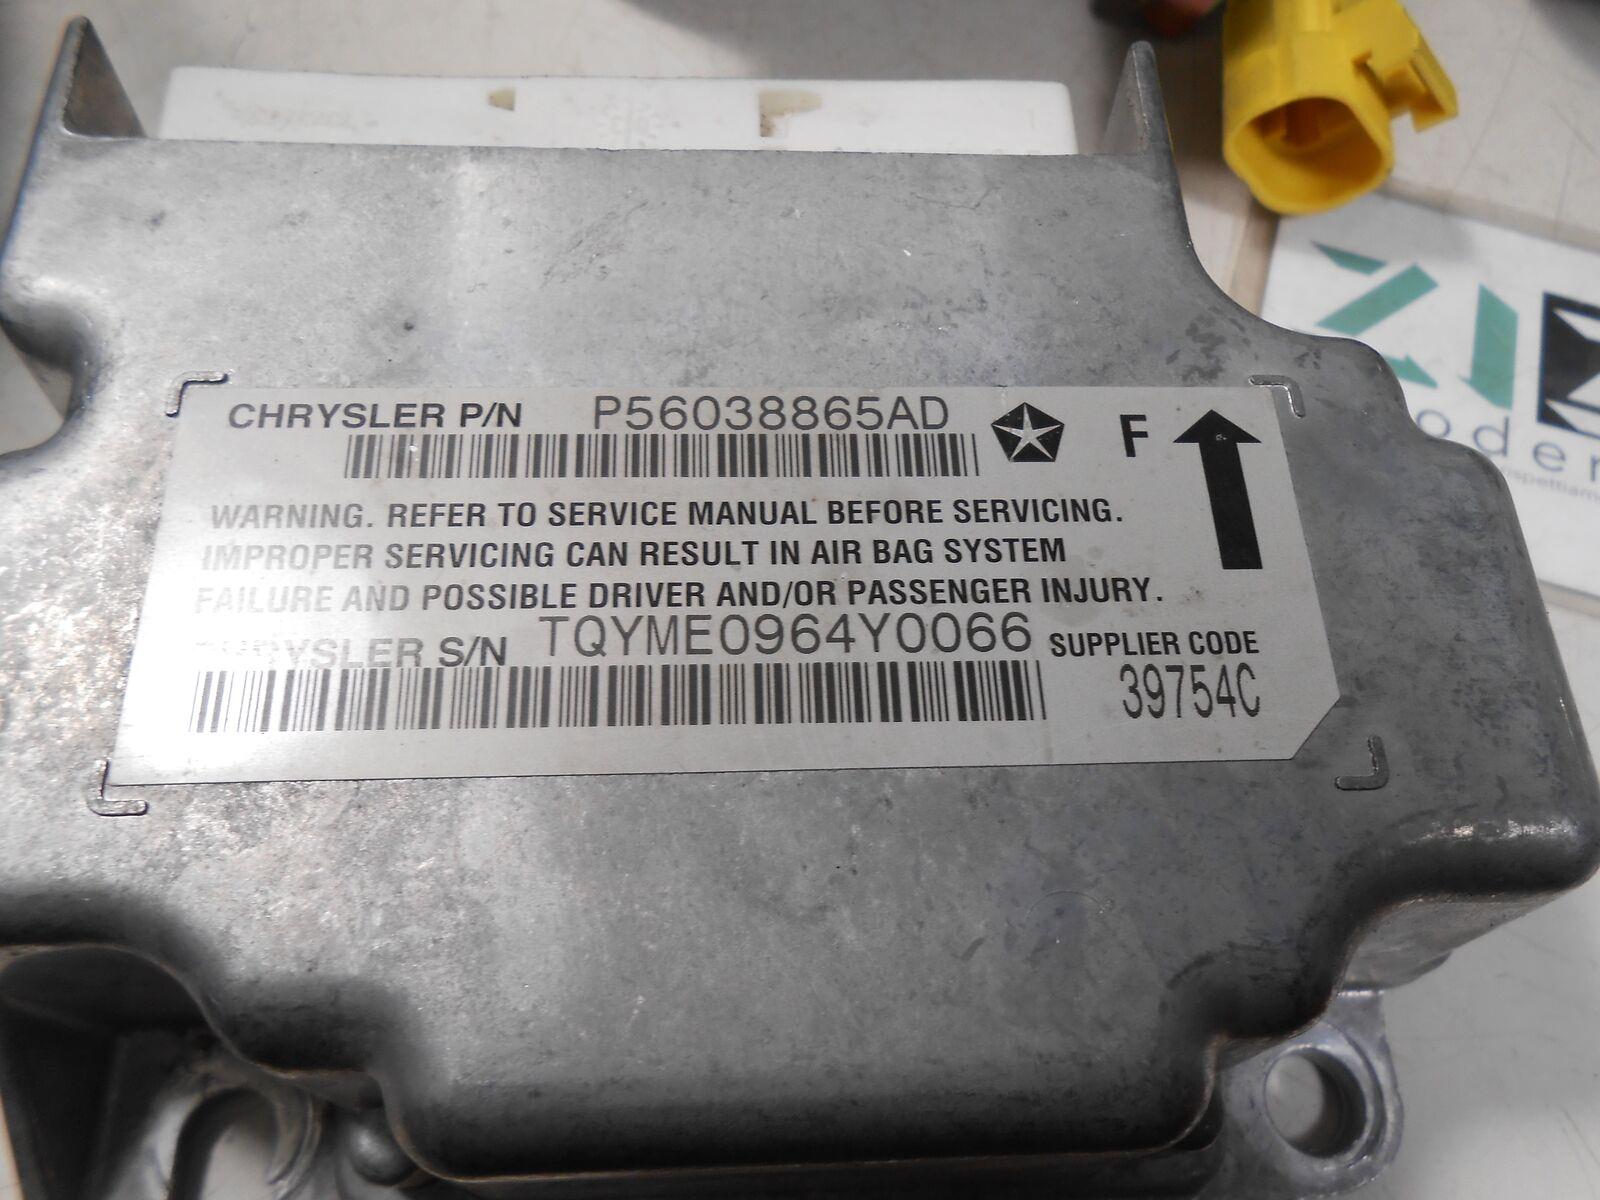 CHRYSLER P/N P56038865AD F
WARNING. REFER TO SERVICE MANUAL BEFORE SERVICING.
IMPROPER SERVICING CAN RESULT IN AIR BAG SYSTEM
FAILURE AND POSSIBLE DRIVER AND/OR PASSENGER INJURY.
CHRYSLER S/N TQYME0964Y0066 SUPPLIER CODE
39754C